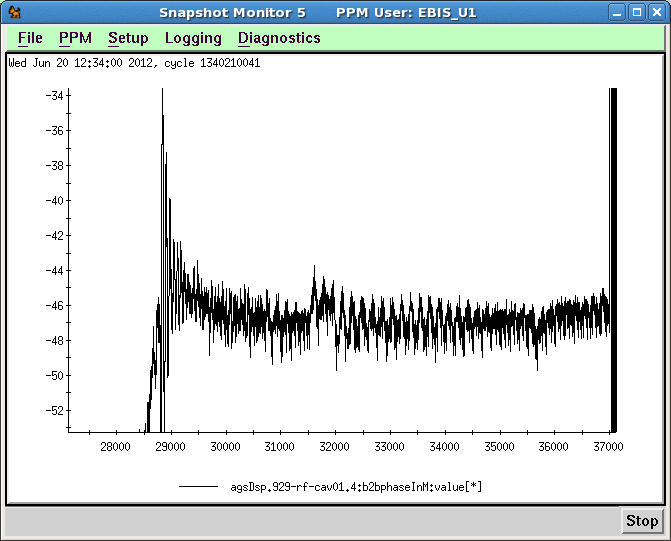 Snapshot Monitor 5 PPM User: EBIS_U1
File PPM Setup Logging Diagnostics
Wed Jun 20 12:34:00 2012, cycle 1340210041
-34
-36
-38
-40
-42
-44
-46
-48
-50
-52
28000 29000 30000 31000 32000 33000 34000 35000 36000 37000
agsDsp.929-rf-cav01.4:b2bphaseInM:value[*]
Stop